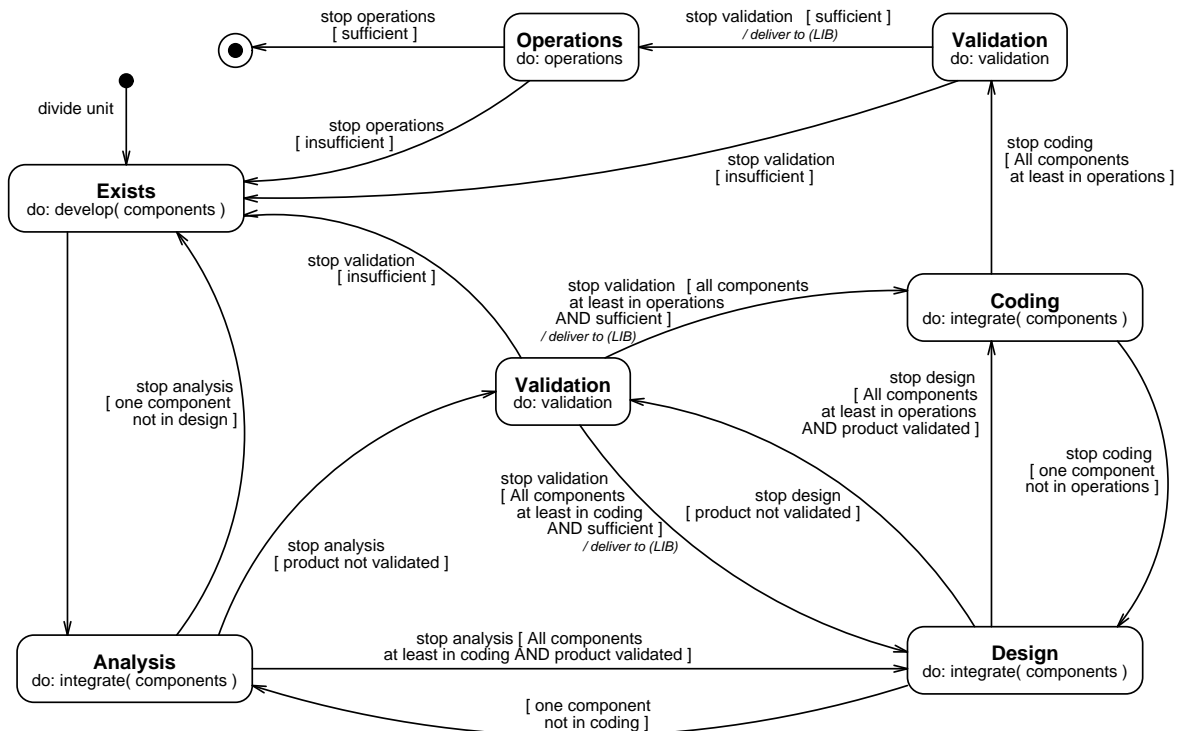 stop operations
[ sufficient ]
Operations
do: operations
stop validation [ sufficient ]
/ deliver to (LIB)
Validation
do: validation
divide unit
stop operations
[ insufficient ]
stop validation
[ insufficient ]
stop coding
[ All components
at least in operations ]
Exists
do: develop( components )
stop validation
[ insufficient ]
stop validation [ all components
at least in operations
AND sufficient ]
/ deliver to (LIB)
Coding
do: integrate( components )
stop analysis
[ one component
not in design ]
Validation
do: validation
stop design
[ All components
at least in operations
AND product validated ]
stop coding
[ one component
not in operations ]
stop validation
[ All components
at least in coding
AND sufficient ]
/ deliver to (LIB)
stop design
[ product not validated ]
stop analysis
[ product not validated ]
Analysis
do: integrate( components )
stop analysis [ All components
at least in coding AND product validated ]
Design
do: integrate( components )
[ one component
not in coding ]